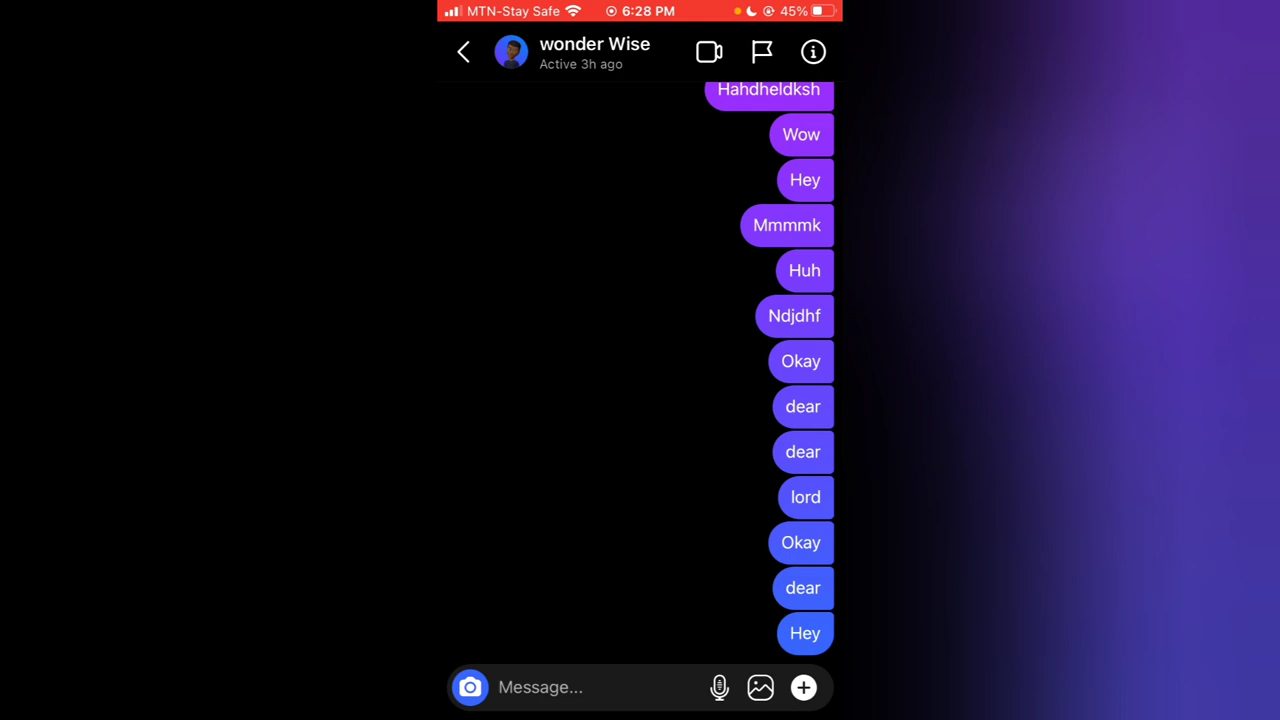 MTN-Stay Safe 6:28 PM 45%
wonder Wise
Active 3h ago
Hahdheldksh
Wow
Hey
Mmmmk
Huh
Ndjdhf
Okay
dear
dear
lord
Okay
dear
Hey
Message...